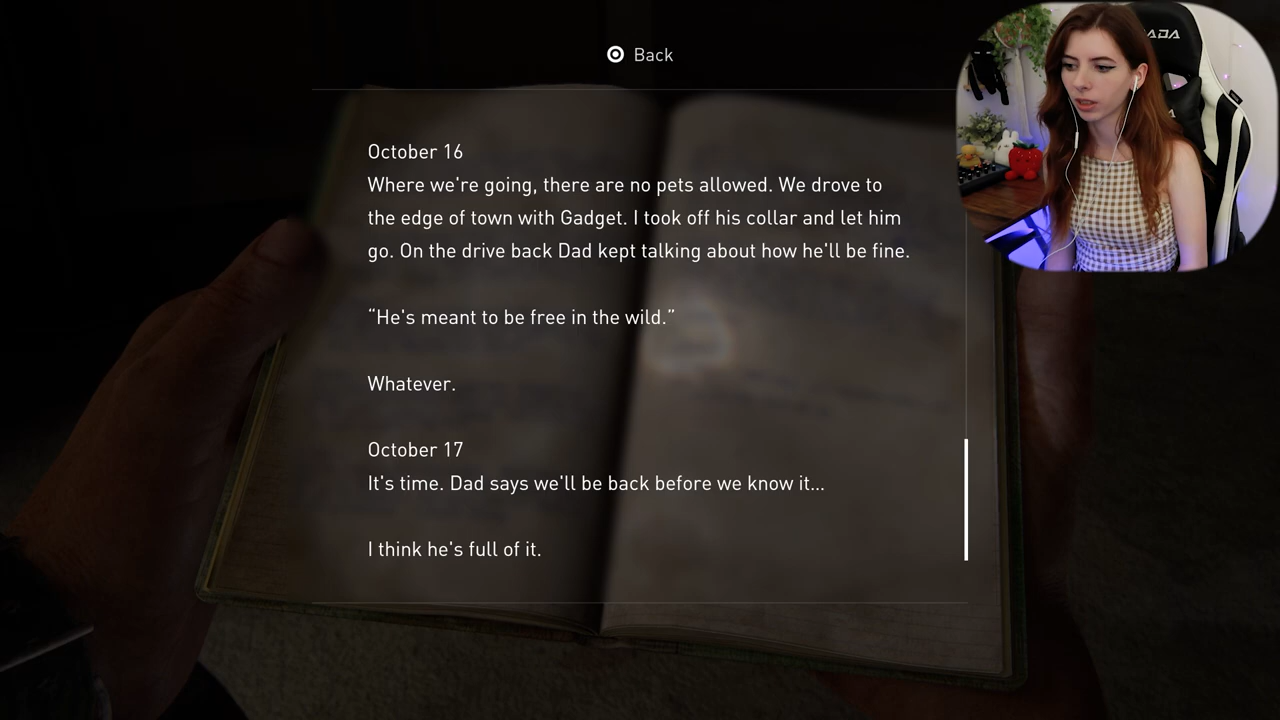 Back
October 16
Where we're going, there are no pets allowed. We drove to
the edge of town with Gadget. I took off his collar and let him
go. On the drive back Dad kept talking about how he'll be fine.
“He's meant to be free in the wild.”
Whatever.
October 17
It's time. Dad says we'll be back before we know it...
I think he's full of it.